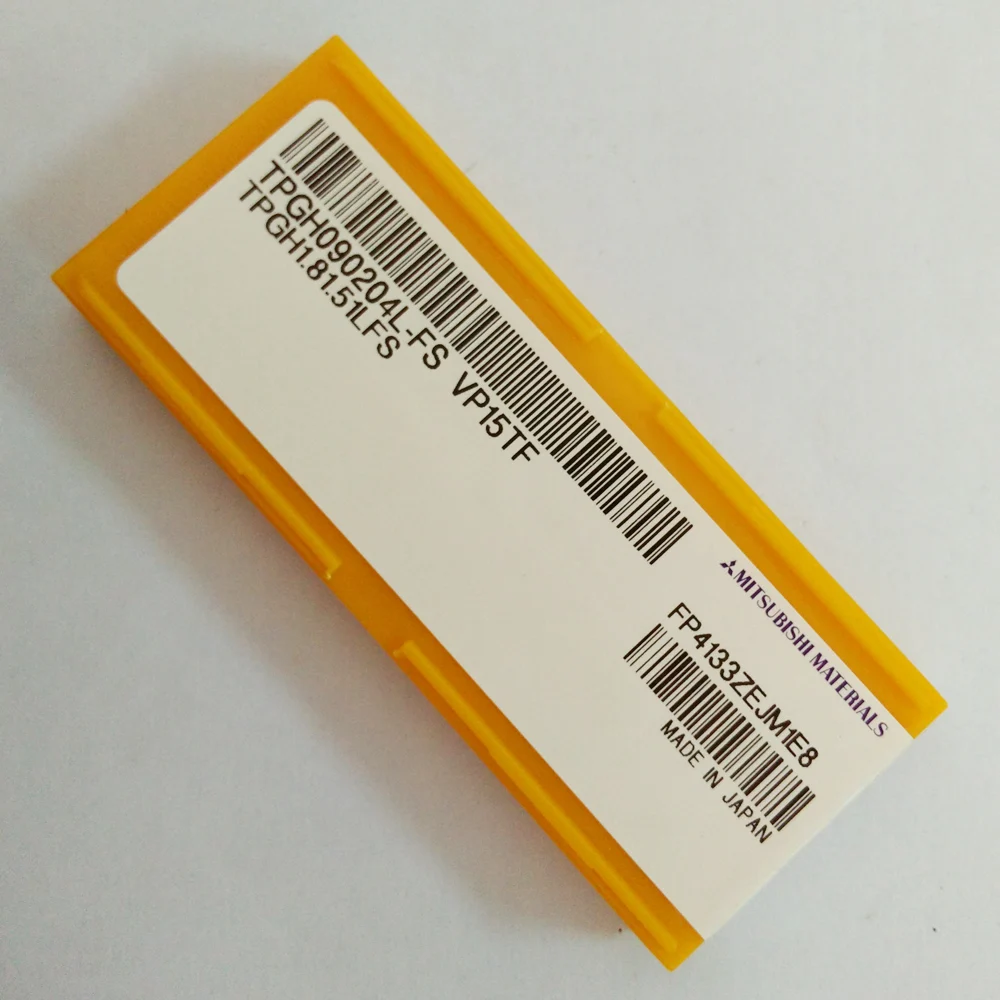 TPGH090204L-FS VP15TF
TPGH1.81.51LFS
MITSUBISHI MATERIALS
FP4133ZEJM1E8
MADE IN JAPAN